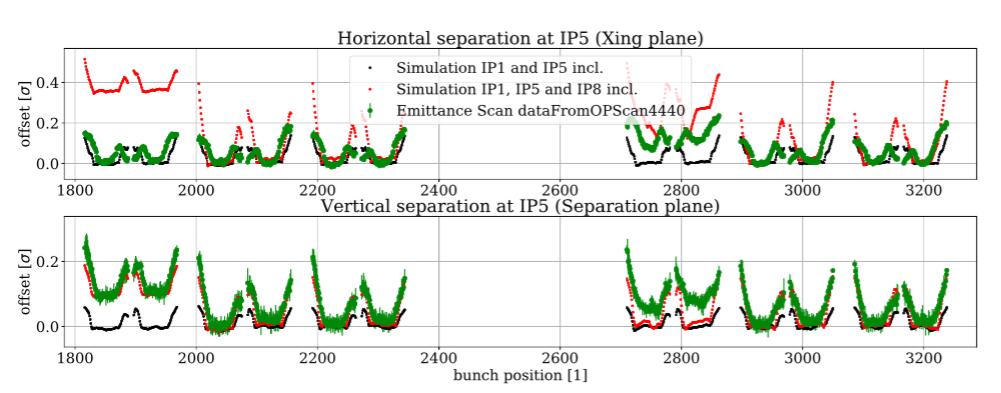 Horizontal separation at IP5 (Xing plane)
offset [σ]
0.4
0.2
0.0
Simulation IP1 and IP5 incl.
Simulation IP1, IP5 and IP8 incl.
Emittance Scan dataFromOPScan4440
1800 2000 2200 2400 2600 2800 3000 3200
Vertical separation at IP5 (Separation plane)
offset [σ]
0.2
0.0
1800 2000 2200 2400 2600 2800 3000 3200
bunch position [1]